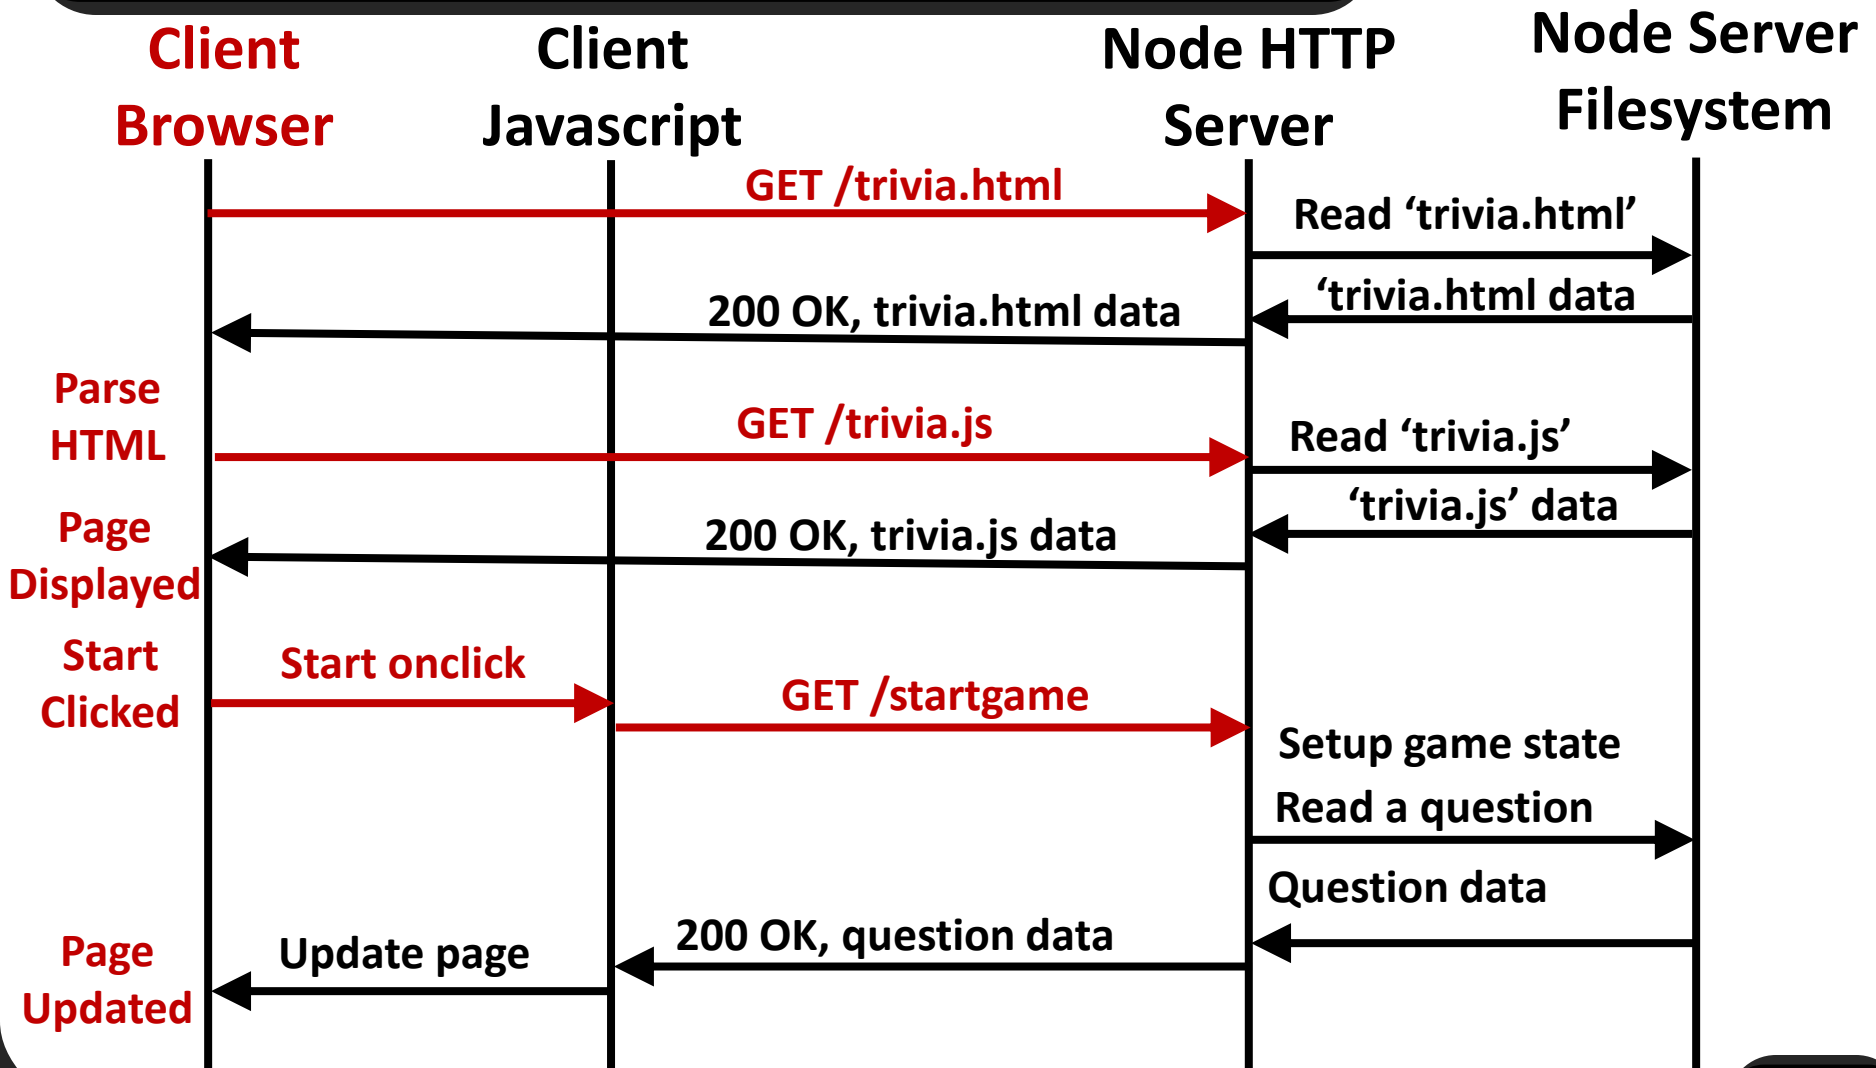 Client
Browser
Client
Javascript
Node HTTP
Server
Node Server
Filesystem
GET /trivia.html
Read ‘trivia.html’
‘trivia.html data
200 OK, trivia.html data
Parse
HTML
GET /trivia.js
Read ‘trivia.js’
‘trivia.js’ data
200 OK, trivia.js data
Page
Displayed
Start
Clicked
Start onclick
GET /startgame
Setup game state
Read a question
Question data
200 OK, question data
Update page
Page
Updated